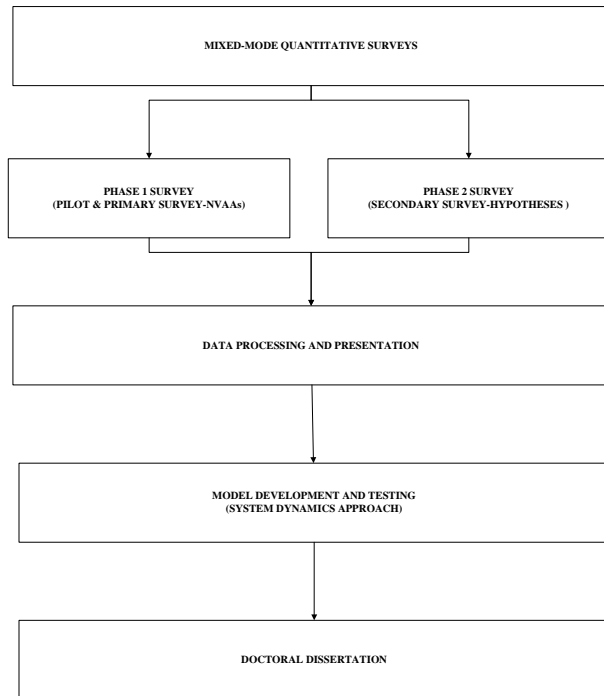 MIXED-MODE QUANTITATIVE SURVEYS
PHASE 1 SURVEY
(PILOT & PRIMARY SURVEY-NVAAs)
PHASE 2 SURVEY
(SECONDARY SURVEY-HYPOTHESES )
DATA PROCESSING AND PRESENTATION
MODEL DEVELOPMENT AND TESTING
(SYSTEM DYNAMICS APPROACH)
DOCTORAL DISSERTATION